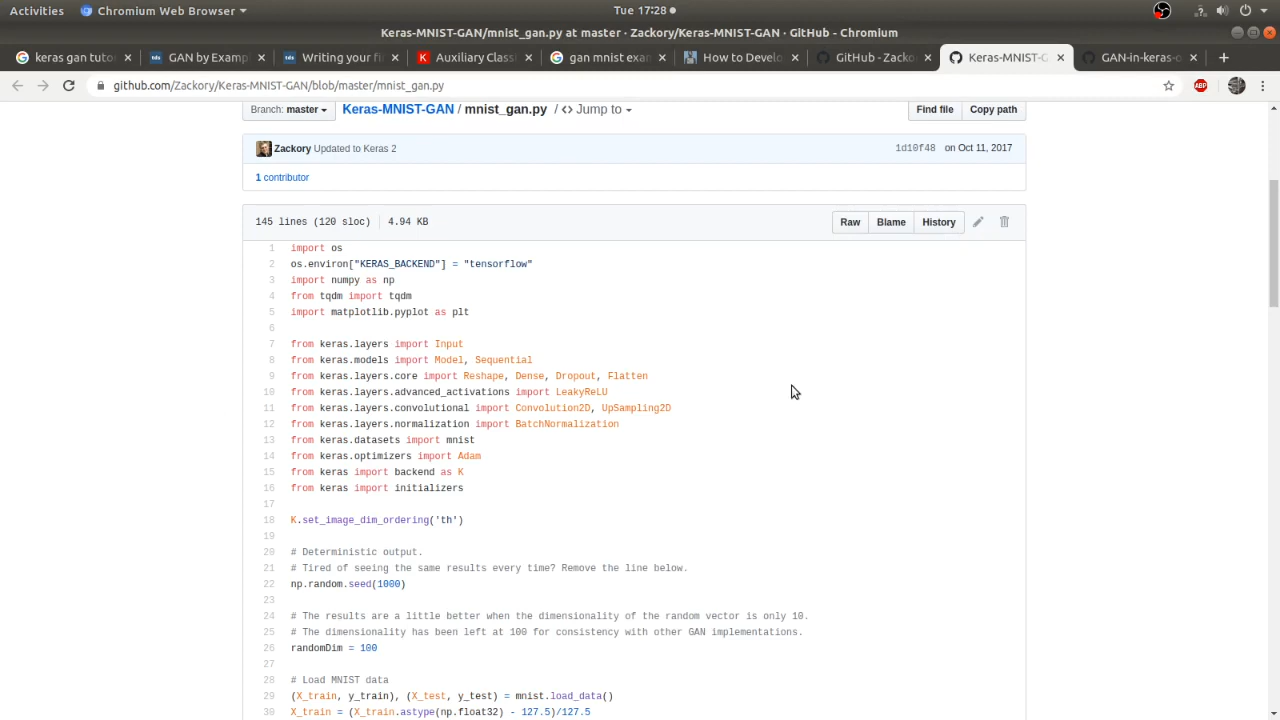 Activities Chromium Web Browser Tue 17:28
Keras-MNIST-GAN/mnist_gan.py at master · Zackory/Keras-MNIST-GAN · GitHub - Chromium
keras gan tuto GAN by Examp Writing your fi Auxiliary Class gan mnist exam How to Develo GitHub - Zacko Keras-MNIST-G GAN-in-keras-o
github.com/Zackory/Keras-MNIST-GAN/blob/master/mnist_gan.py ABP
Branch: master Keras-MNIST-GAN / mnist_gan.py / <> Jump to Find file Copy path
Zackory Updated to Keras 2 1d10f48 on Oct 11, 2017
1 contributor
145 lines (120 sloc) 4.94 KB Raw Blame History
1 import os
2 os.environ["KERAS_BACKEND"] = "tensorflow"
3 import numpy as np
4 from tqdm import tqdm
5 import matplotlib.pyplot as plt
6
7 from keras.layers import Input
8 from keras.models import Model, Sequential
9 from keras.layers.core import Reshape, Dense, Dropout, Flatten
10 from keras.layers.advanced_activations import LeakyReLU
11 from keras.layers.convolutional import Convolution2D, UpSampling2D
12 from keras.layers.normalization import BatchNormalization
13 from keras.datasets import mnist
14 from keras.optimizers import Adam
15 from keras import backend as K
16 from keras import initializers
17
18 K.set_image_dim_ordering('th')
19
20 # Deterministic output.
21 # Tired of seeing the same results every time? Remove the line below.
22 np.random.seed(1000)
23
24 # The results are a little better when the dimensionality of the random vector is only 10.
25 # The dimensionality has been left at 100 for consistency with other GAN implementations.
26 randomDim = 100
27
28 # Load MNIST data
29 (X_train, y_train), (X_test, y_test) = mnist.load_data()
30 X_train = (X_train.astype(np.float32) - 127.5)/127.5